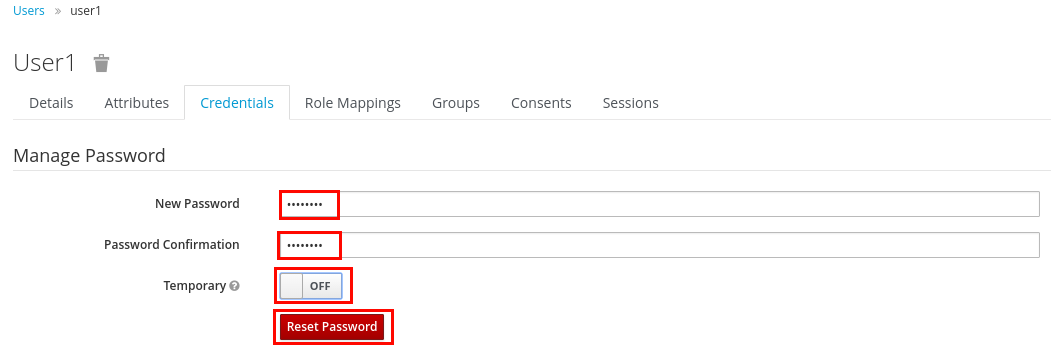 Users » user1
User1
Details Attributes Credentials Role Mappings Groups Consents Sessions
Manage Password
New Password ••••••••
Password Confirmation ••••••••
Temporary ? OFF
Reset Password